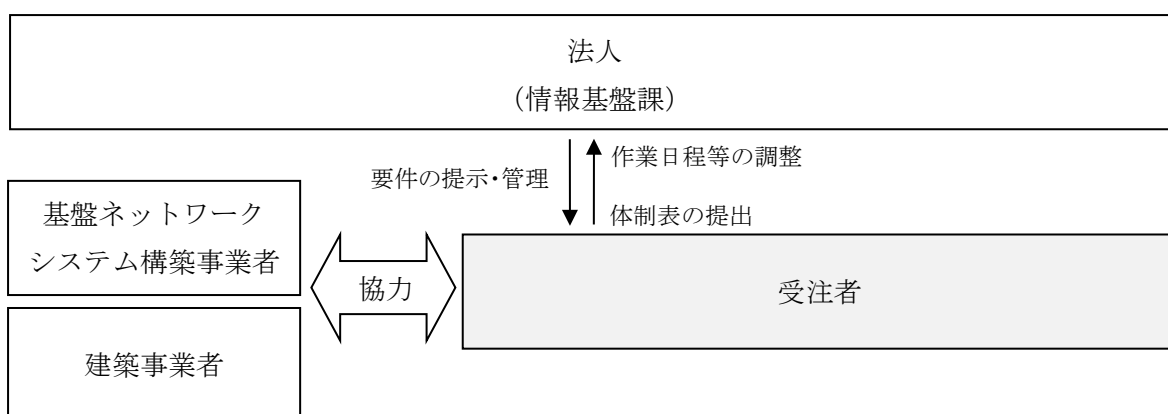 法人
（情報基盤課）
要件の提示･管理
作業日程等の調整
体制表の提出
基盤ネットワーク
システム構築事業者
協力
受注者
建築事業者